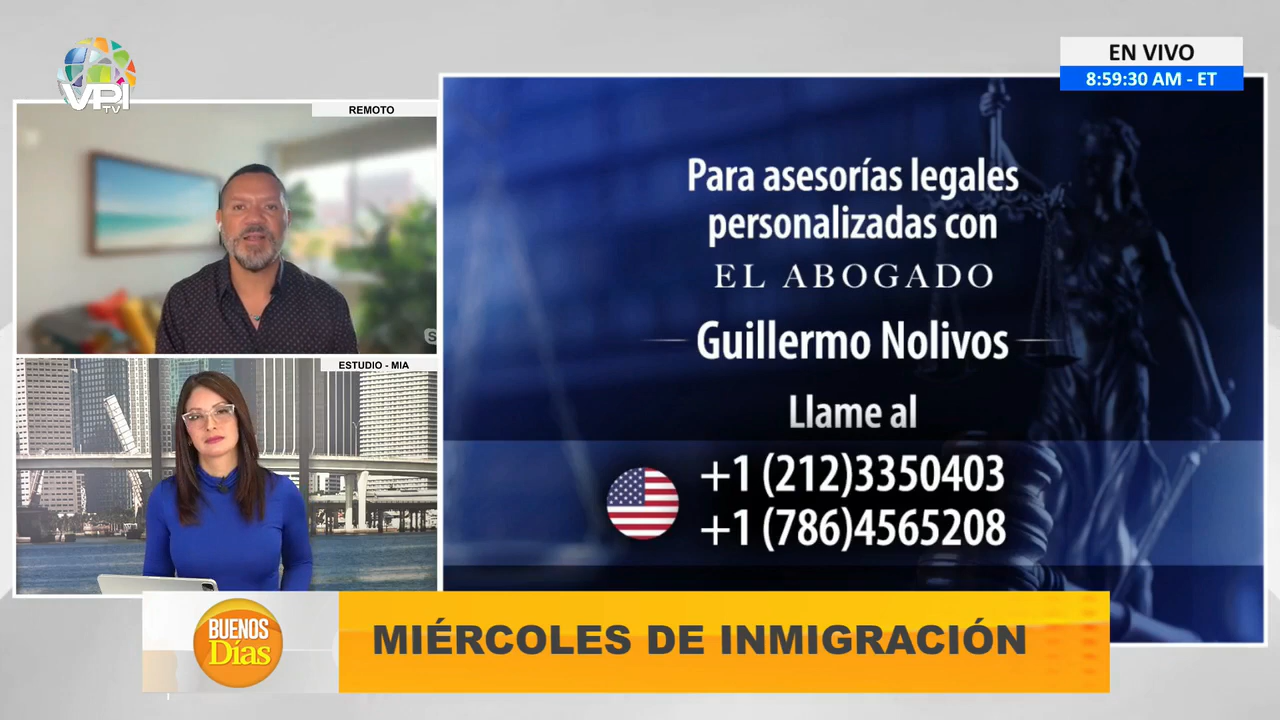 VPI
TV
EN VIVO
8:59:30 AM - ET
REMOTO
ESTUDIO - MIA
Para asesorías legales
personalizadas con
EL ABOGADO
Guillermo Nolivos
Llame al
+1 (212)3350403
+1 (786)4565208
BUENOS
Días
MIÉRCOLES DE INMIGRACIÓN